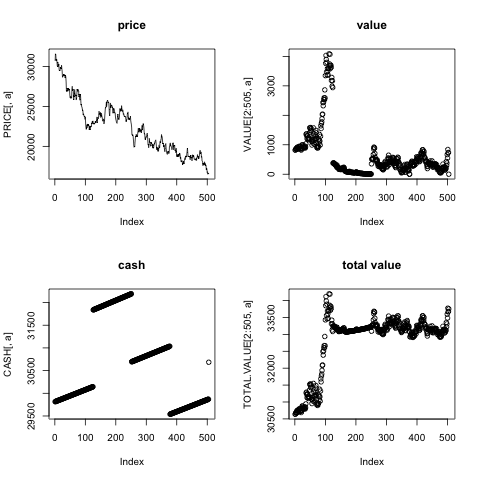 price
PRICE[, a]
20000 25000 30000
0 100 200 300 400 500
Index
value
VALUE[2:505, a]
0 1000 3000
0 100 200 300 400 500
Index
cash
CASH[, a]
29500 30500 31500
0 100 200 300 400 500
Index
total value
TOTAL.VALUE[2:505, a]
30500 32000 33500
0 100 200 300 400 500
Index